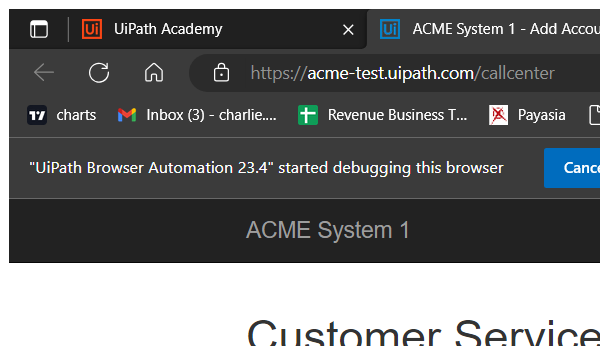 UiPath Academy
ACME System 1 - Add Accou
https://acme-test.uipath.com/callcenter
charts Inbox (3) - charlie.... Revenue Business T... Payasia
"UiPath Browser Automation 23.4" started debugging this browser Cance
ACME System 1
Customer Service